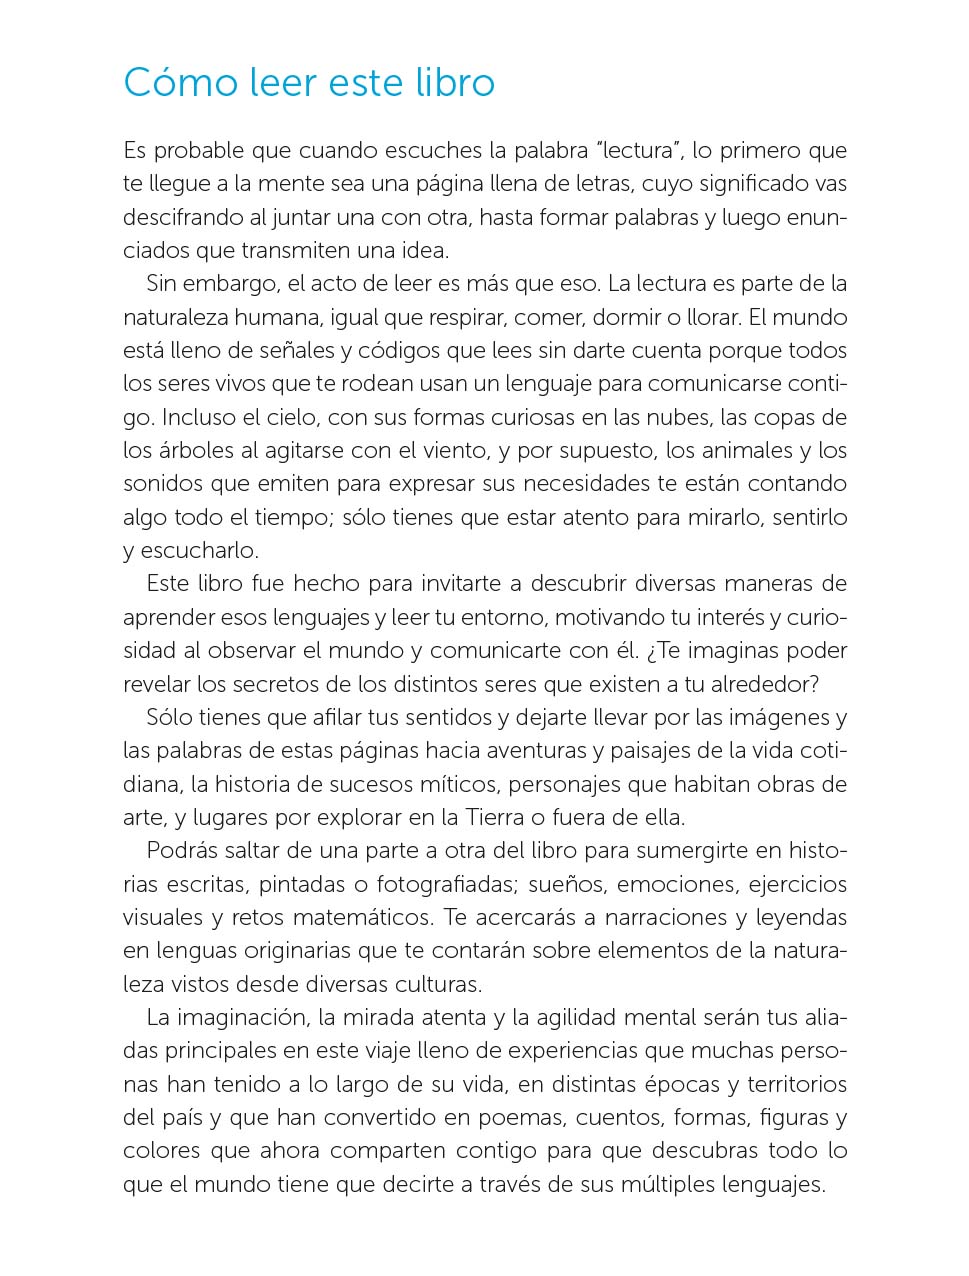 Cómo leer este libro
Es probable que cuando escuches la palabra “lectura”, lo primero que
te llegue a la mente sea una página llena de letras, cuyo significado vas
descifrando al juntar una con otra, hasta formar palabras y luego enun-
ciados que transmiten una idea.
Sin embargo, el acto de leer es más que eso. La lectura es parte de la
naturaleza humana, igual que respirar, comer, dormir o llorar. El mundo
está lleno de señales y códigos que lees sin darte cuenta porque todos
los seres vivos que te rodean usan un lenguaje para comunicarse conti-
go. Incluso el cielo, con sus formas curiosas en las nubes, las copas de
los árboles al agitarse con el viento, y por supuesto, los animales y los
sonidos que emiten para expresar sus necesidades te están contando
algo todo el tiempo; sólo tienes que estar atento para mirarlo, sentirlo
y escucharlo.
Este libro fue hecho para invitarte a descubrir diversas maneras de
aprender esos lenguajes y leer tu entorno, motivando tu interés y curio-
sidad al observar el mundo y comunicarte con él. ¿Te imaginas poder
revelar los secretos de los distintos seres que existen a tu alrededor?
Sólo tienes que afilar tus sentidos y dejarte llevar por las imágenes y
las palabras de estas páginas hacia aventuras y paisajes de la vida coti-
diana, la historia de sucesos míticos, personajes que habitan obras de
arte, y lugares por explorar en la Tierra o fuera de ella.
Podrás saltar de una parte a otra del libro para sumergirte en histo-
rias escritas, pintadas o fotografiadas; sueños, emociones, ejercicios
visuales y retos matemáticos. Te acercarás a narraciones y leyendas
en lenguas originarias que te contarán sobre elementos de la natura-
leza vistos desde diversas culturas.
La imaginación, la mirada atenta y la agilidad mental serán tus alia-
das principales en este viaje lleno de experiencias que muchas perso-
nas han tenido a lo largo de su vida, en distintas épocas y territorios
del país y que han convertido en poemas, cuentos, formas, figuras y
colores que ahora comparten contigo para que descubras todo lo
que el mundo tiene que decirte a través de sus múltiples lenguajes.